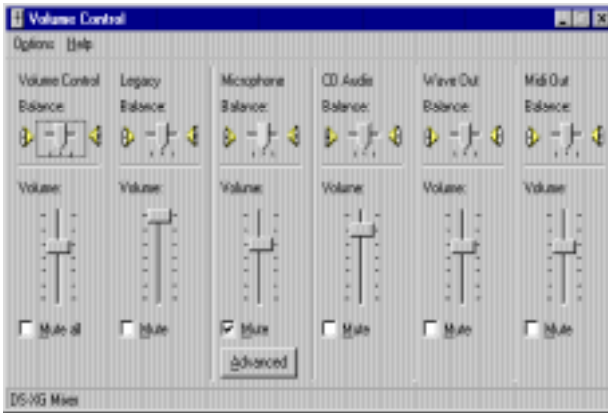 Volume Control
Options Help
Volume Control Legacy Microphone CD Audio Wave Out Midi Out
Balance: Balance: Balance: Balance: Balance: Balance:
Volume: Volume: Volume: Volume: Volume: Volume:
Mute all Mute Mute Mute Mute Mute
Advanced
DS-XG Mixer